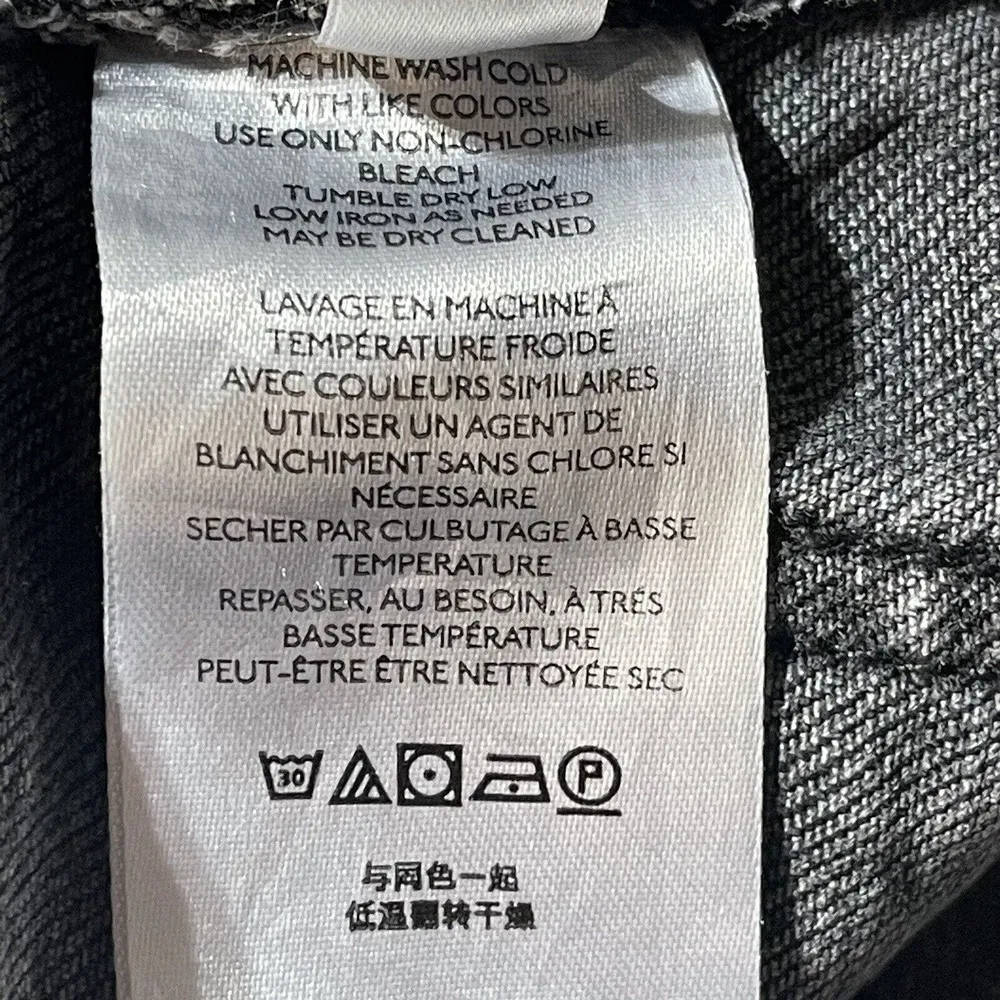 MACHINE WASH COLD
WITH LIKE COLORS
USE ONLY NON-CHLORINE
BLEACH
TUMBLE DRY LOW
LOW IRON AS NEEDED
MAY BE DRY CLEANED
LAVAGE EN MACHINE À
TEMPÉRATURE FROIDE
AVEC COULEURS SIMILAIRES
UTILISER UN AGENT DE
BLANCHIMENT SANS CHLORE SI
NÉCESSAIRE
SECHER PAR CULBUTAGE À BASSE
TEMPERATURE
REPASSER, AU BESOIN, À TRÉS
BASSE TEMPÉRATURE
PEUT-ÊTRE ÊTRE NETTOYÉE SEC
30 P
与同色一起
低温翻转干燥